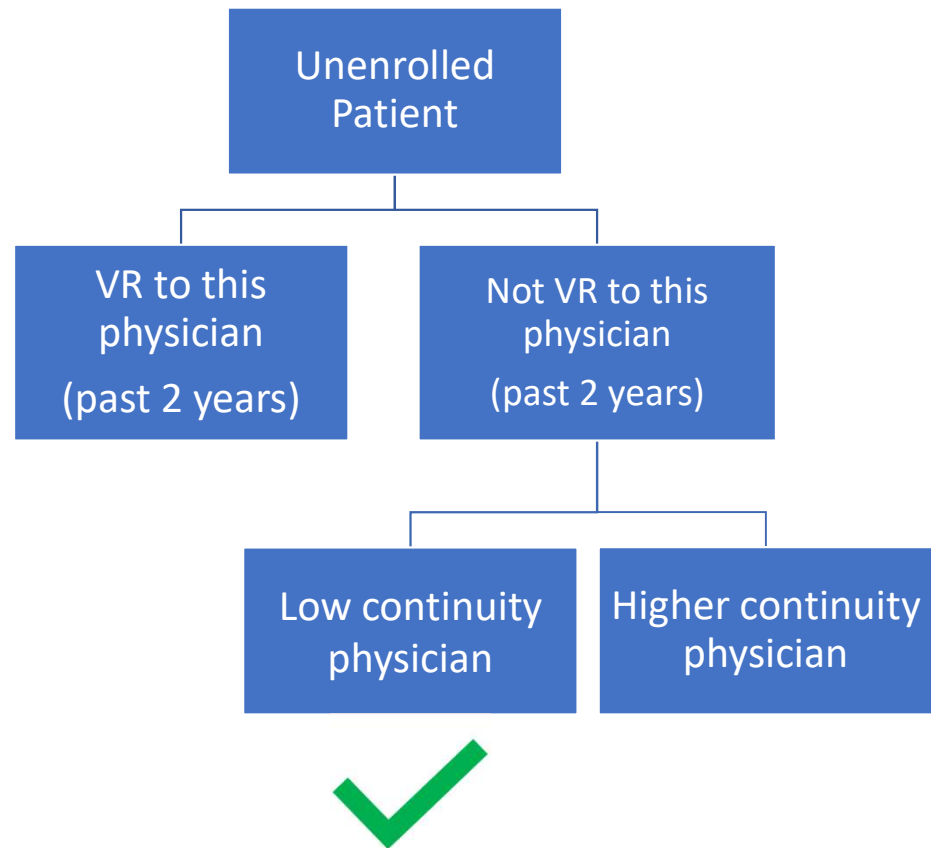 Unenrolled
Patient
VR to this
physician
(past 2 years)
Not VR to this
physician
(past 2 years)
Low continuity
physician
Higher continuity
physician